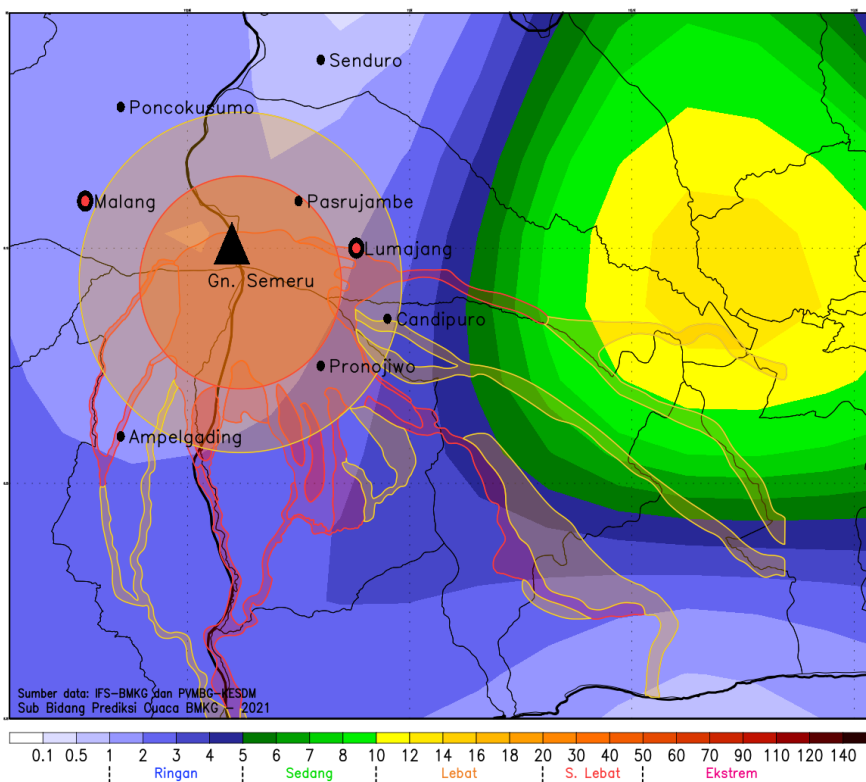 Senduro
Poncokusumo
Malang
Pasrujambe
Lumajang
Gn. Semeru
Candipuro
Pronojiwo
Ampelgading
Sumber data: IFS-BMKG dan PVMBG-KESDM
Sub Bidang Prediksi Cuaca BMKG - 2021
0.1 0.5 1 2 3 4 5 6 7 8 10 12 14 16 18 20 30 40 50 60 70 90 110 120 140
Ringan Sedang Lebat S. Lebat Ekstrem